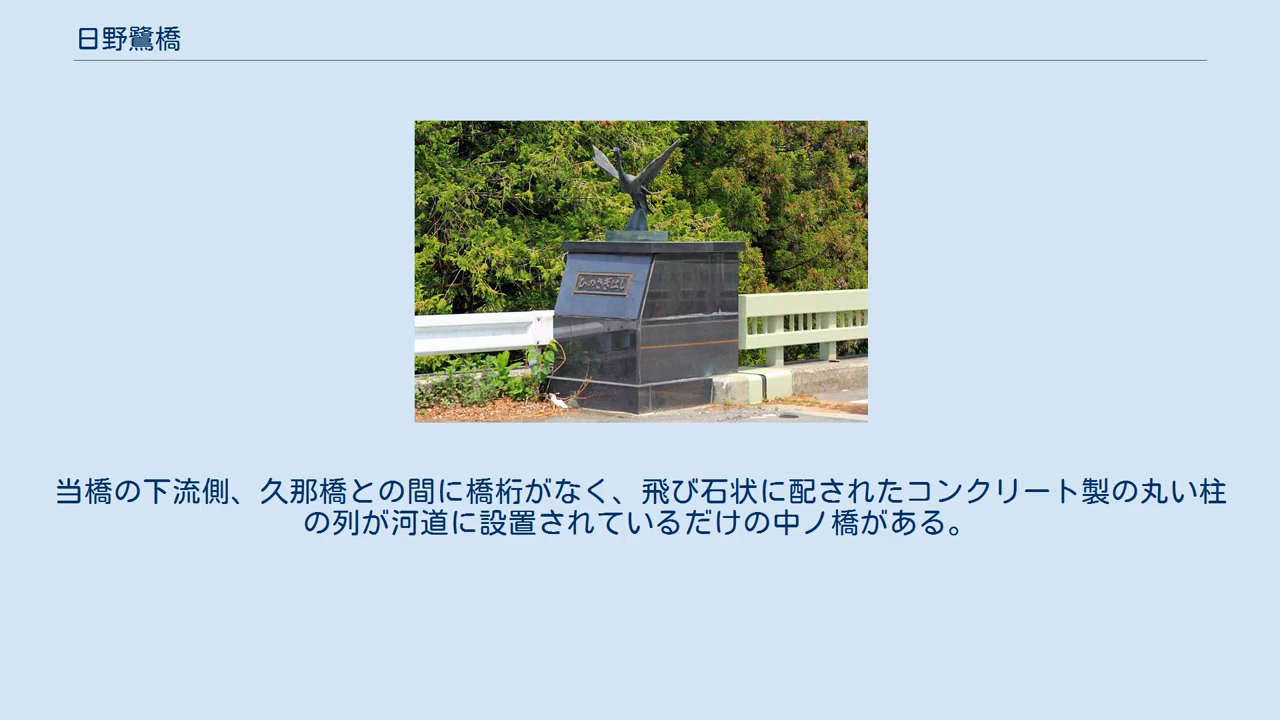 日野鷺橋
ひのさぎはし
当橋の下流側、久那橋との間に橋桁がなく、飛び石状に配されたコンクリート製の丸い柱
の列が河道に設置されているだけの中ノ橋がある。